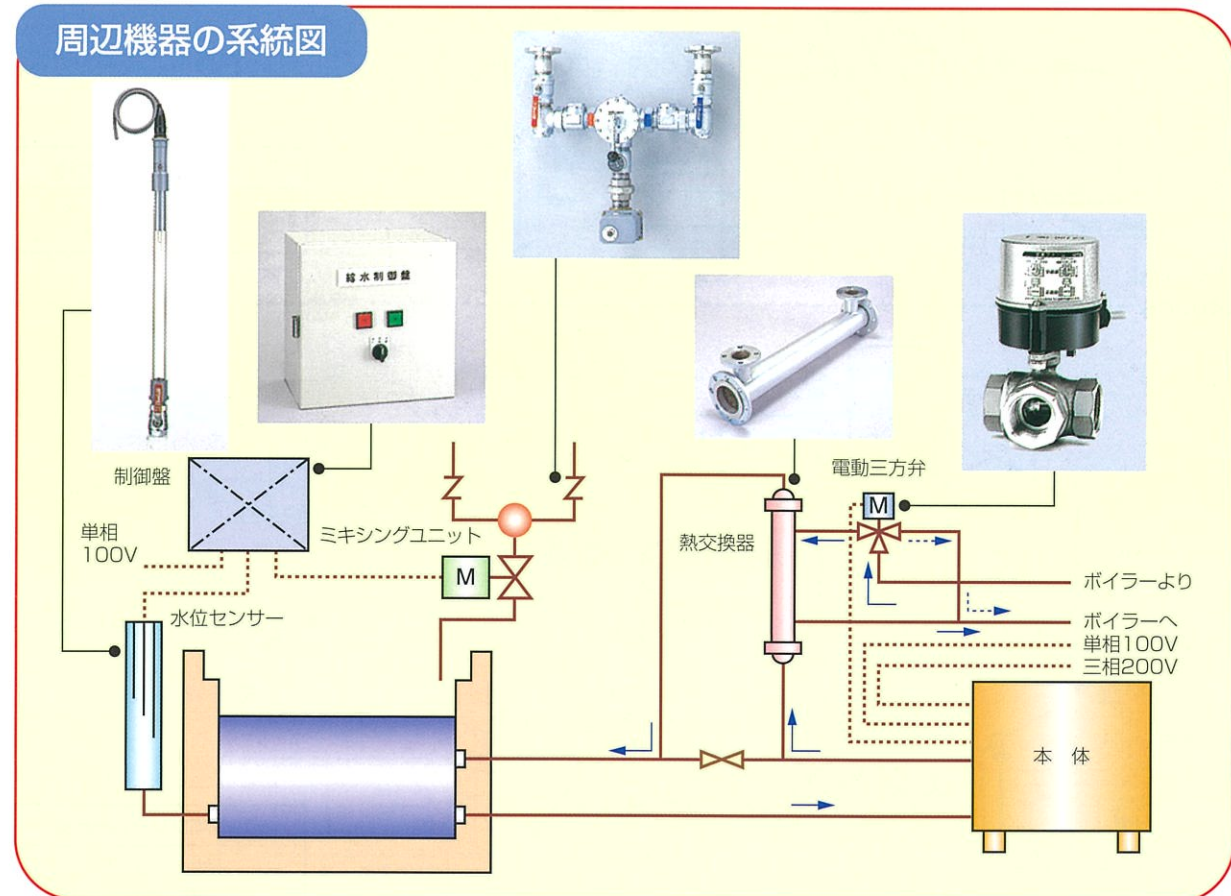 周辺機器の系統図
給水制御盤
制御盤
単相
100V
ミキシングユニット
M
水位センサー
熱交換器
電動三方弁
M
ボイラーより
ボイラーへ
単相100V
三相200V
本 体